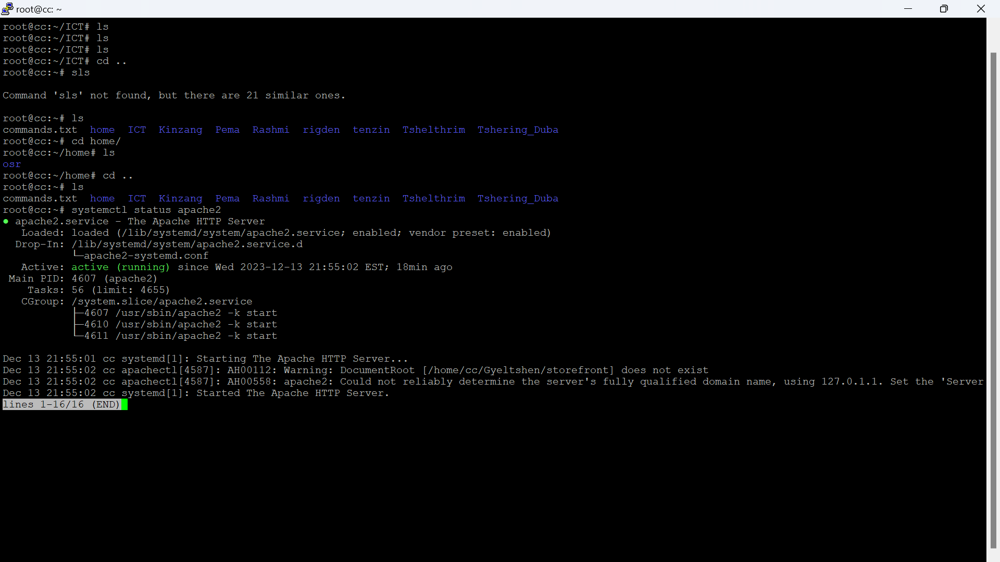 root@cc: ~
root@cc:~/ICT# ls
root@cc:~/ICT# ls
root@cc:~/ICT# ls
root@cc:~/ICT# cd ..
root@cc:~# sls
Command 'sls' not found, but there are 21 similar ones.
root@cc:~# ls
commands.txt  home  ICT  Kinzang  Pema  Rashmi  rigden  tenzin  Tshelthrim  Tshering_Duba
root@cc:~# cd home/
root@cc:~/home# ls
osr
root@cc:~/home# cd ..
root@cc:~# ls
commands.txt  home  ICT  Kinzang  Pema  Rashmi  rigden  tenzin  Tshelthrim  Tshering_Duba
root@cc:~# systemctl status apache2
● apache2.service - The Apache HTTP Server
   Loaded: loaded (/lib/systemd/system/apache2.service; enabled; vendor preset: enabled)
  Drop-In: /lib/systemd/system/apache2.service.d
           └─apache2-systemd.conf
   Active: active (running) since Wed 2023-12-13 21:55:02 EST; 18min ago
 Main PID: 4607 (apache2)
    Tasks: 56 (limit: 4655)
   CGroup: /system.slice/apache2.service
           ├─4607 /usr/sbin/apache2 -k start
           ├─4610 /usr/sbin/apache2 -k start
           └─4611 /usr/sbin/apache2 -k start
Dec 13 21:55:01 cc systemd[1]: Starting The Apache HTTP Server...
Dec 13 21:55:02 cc apachectl[4587]: AH00112: Warning: DocumentRoot [/home/cc/Gyeltshen/storefront] does not exist
Dec 13 21:55:02 cc apachectl[4587]: AH00558: apache2: Could not reliably determine the server's fully qualified domain name, using 127.0.1.1. Set the 'Server
Dec 13 21:55:02 cc systemd[1]: Started The Apache HTTP Server.
lines 1-16/16 (END)